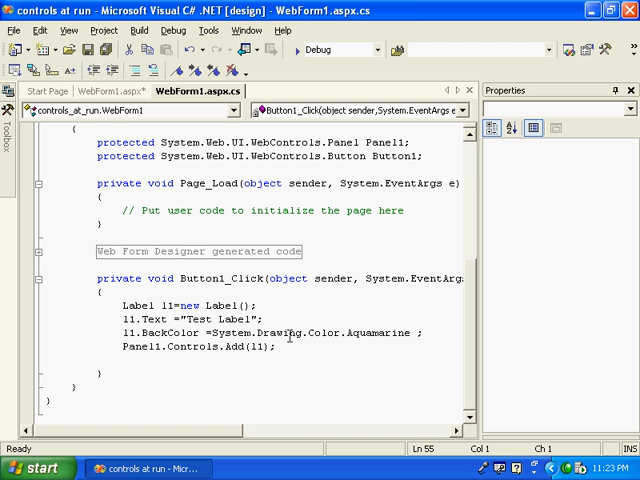 controls at run - Microsoft Visual C# .NET [design] - WebForm1.aspx.cs
File Edit View Project Build Debug Tools Window Help
Debug
Start Page WebForm1.aspx* WebForm1.aspx.cs
controls_at_run.WebForm1
Button1_Click(object sender,System.EventArgs e
{
protected System.Web.UI.WebControls.Panel Panel1;
protected System.Web.UI.WebControls.Button Button1;
private void Page_Load(object sender, System.EventArgs e)
{
// Put user code to initialize the page here
}
Web Form Designer generated code
private void Button1_Click(object sender, System.EventArgs
{
Label l1=new Label();
l1.Text ="Test Label";
l1.BackColor =System.Drawing.Color.Aquamarine ;
Panel1.Controls.Add(l1);
}
}
}
Toolbox
Properties
Ready
Ln 55
Col 1
Ch 1
INS
start
controls at run - Micr...
11:23 PM